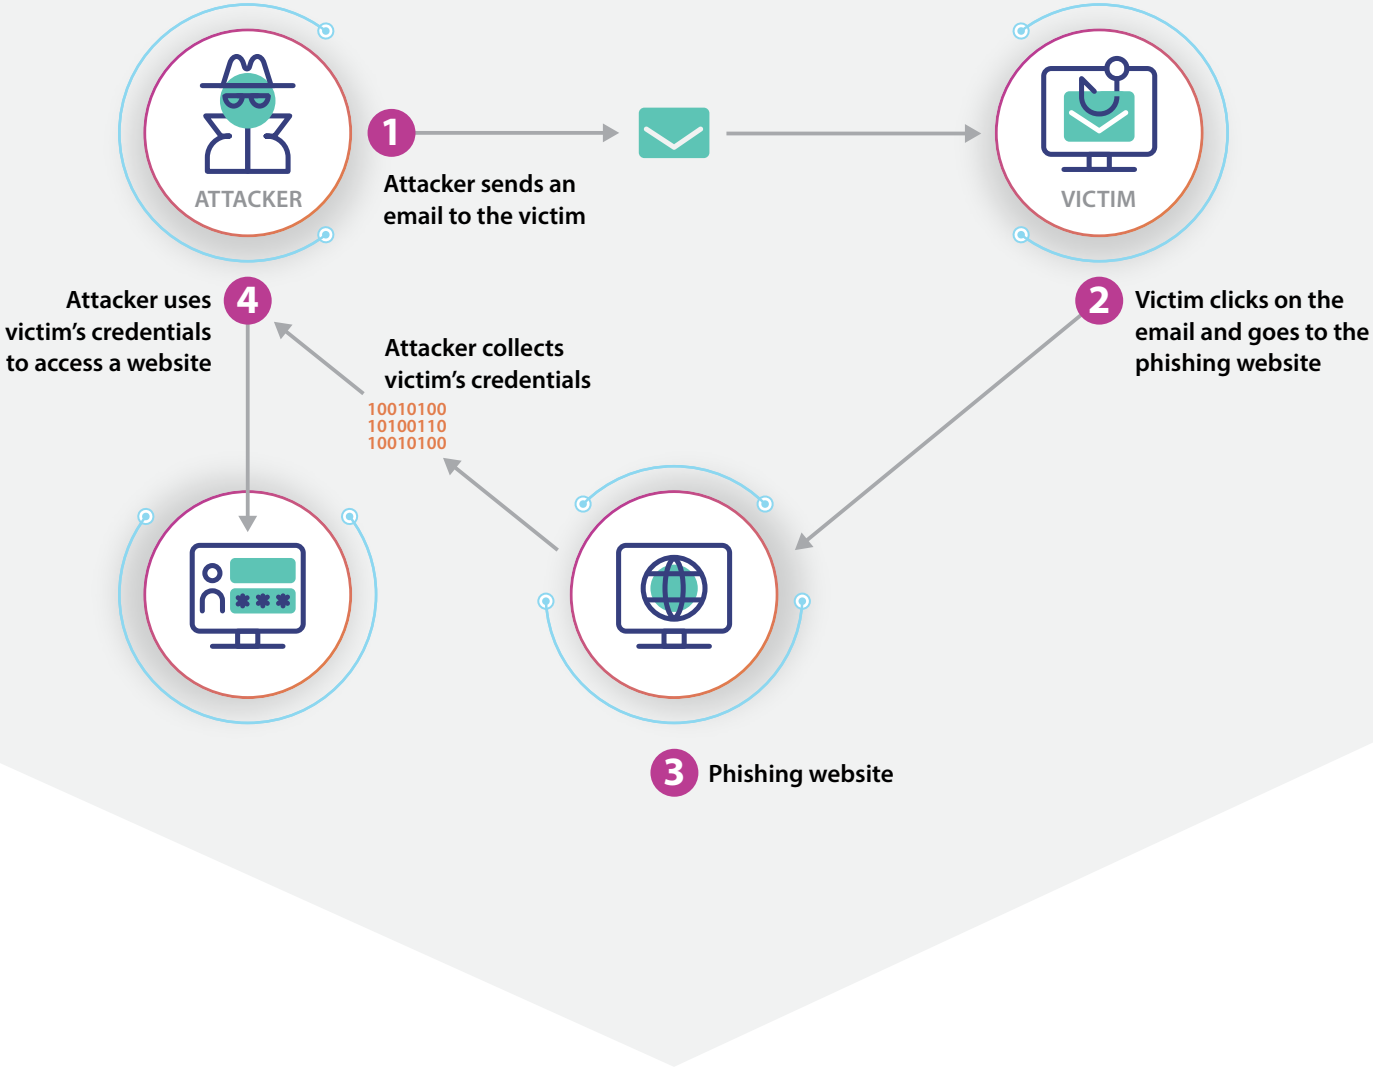 ATTACKER
1
Attacker sends an
email to the victim
VICTIM
2
Victim clicks on the
email and goes to the
phishing website
4
Attacker uses
victim’s credentials
to access a website
Attacker collects
victim’s credentials
10010100
10100110
10010100
***
3
Phishing website